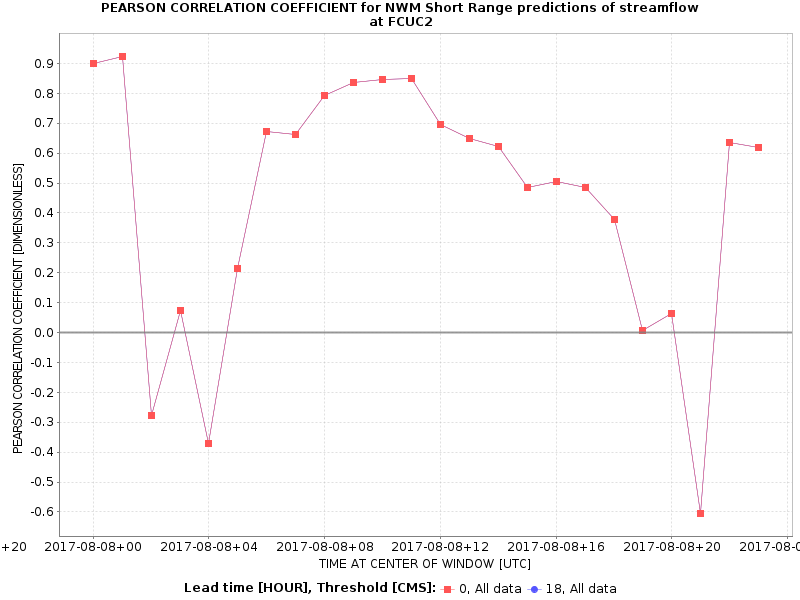 PEARSON CORRELATION COEFFICIENT for NWM Short Range predictions of streamflow
at FCUC2
PEARSON CORRELATION COEFFICIENT [DIMENSIONLESS]
0.9
0.8
0.7
0.6
0.5
0.4
0.3
0.2
0.1
0.0
-0.1
-0.2
-0.3
-0.4
-0.5
-0.6
+20 2017-08-08+00 2017-08-08+04 2017-08-08+08 2017-08-08+12 2017-08-08+16 2017-08-08+20 2017-08-0
TIME AT CENTER OF WINDOW [UTC]
Lead time [HOUR], Threshold [CMS]: 0, All data 18, All data